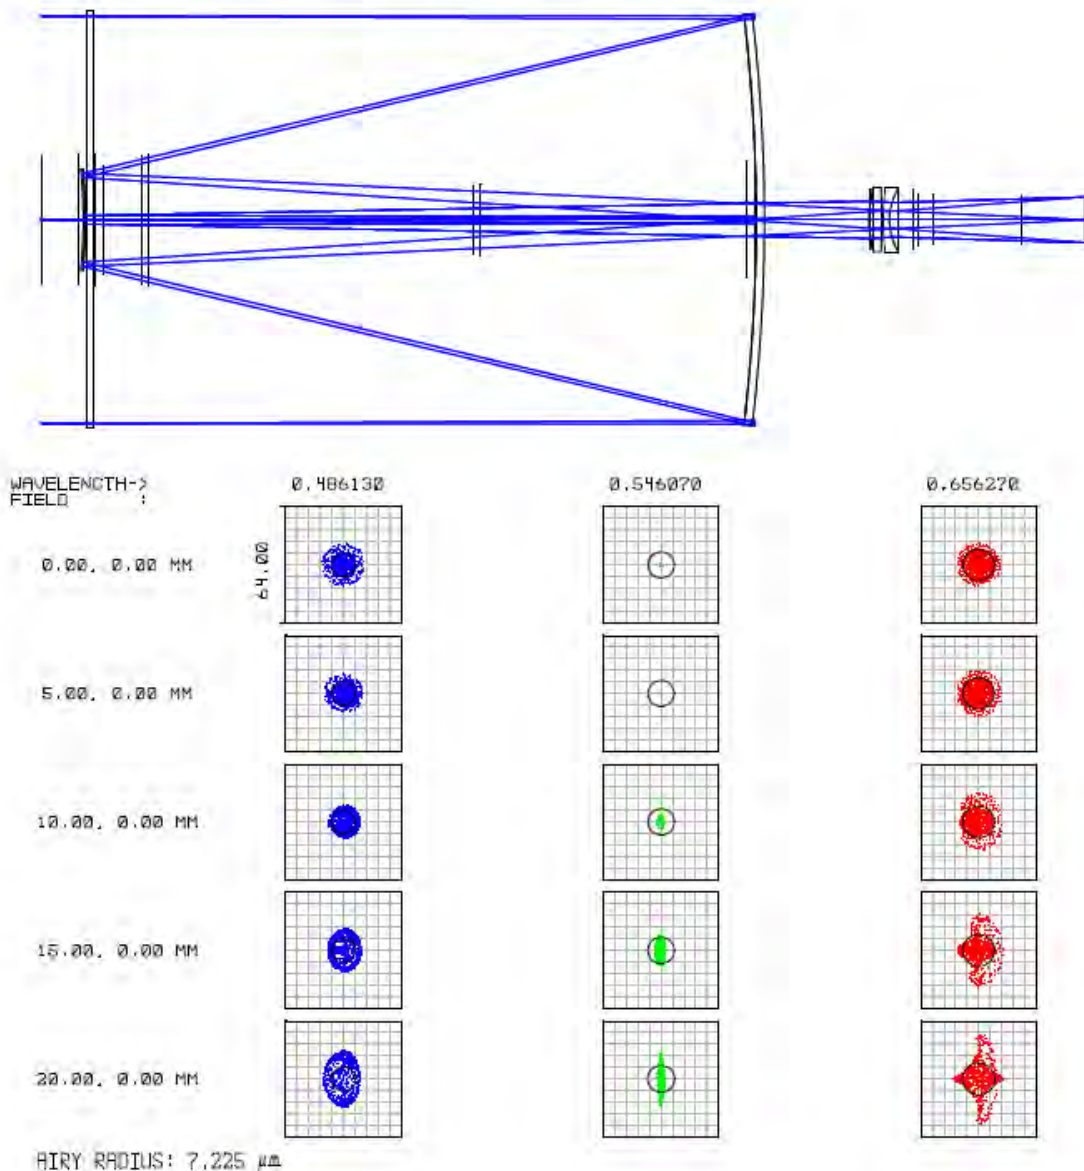 WAVELENGTH-> 0.486130 0.546070 0.656270
FIELD :
0.00, 0.00 MM
64.00
5.00, 0.00 MM
10.00, 0.00 MM
15.00, 0.00 MM
20.00, 0.00 MM
AIRY RADIUS: 7.225 µm